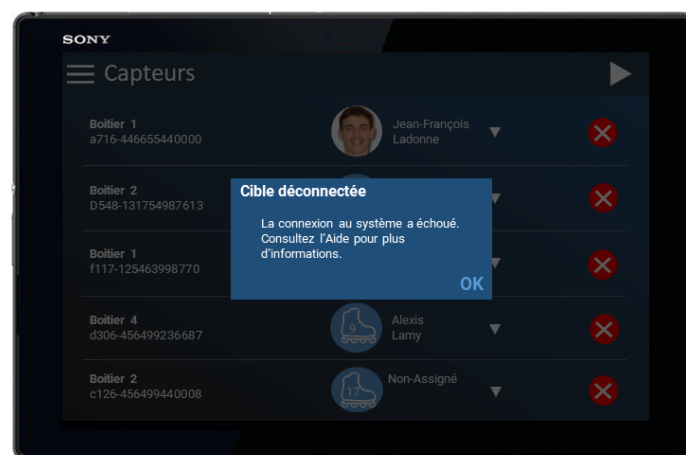 SONY
Capteurs
Boitier 1
a716-446655440000
Jean-François
Ladonne
Boitier 2
D548-131754987613
Cible déconnectée
La connexion au système a échoué.
Consultez l'Aide pour plus
d'informations.
OK
Boitier 1
f117-125463998770
Boitier 4
d306-456499236687
9
Alexis
Lamy
Boitier 2
c126-456499440008
17
Non-Assigné